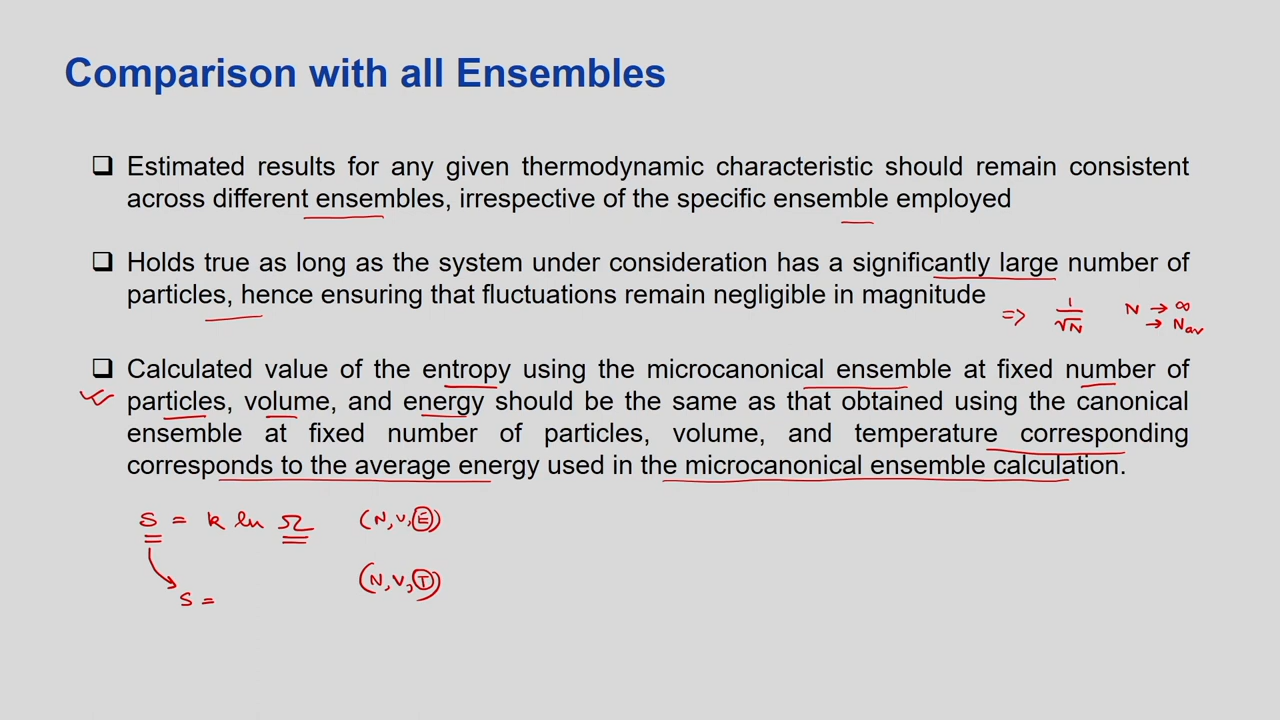 Comparison with all Ensembles
❑ Estimated results for any given thermodynamic characteristic should remain consistent
across different ensembles, irrespective of the specific ensemble employed
❑ Holds true as long as the system under consideration has a significantly large number of
particles, hence ensuring that fluctuations remain negligible in magnitude
=> 1/√N N → ∞
→ Nav
❑ Calculated value of the entropy using the microcanonical ensemble at fixed number of
particles, volume, and energy should be the same as that obtained using the canonical
ensemble at fixed number of particles, volume, and temperature corresponding
corresponds to the average energy used in the microcanonical ensemble calculation.
S = k ln Ω (N,V,E)
(N,V,T)
S =